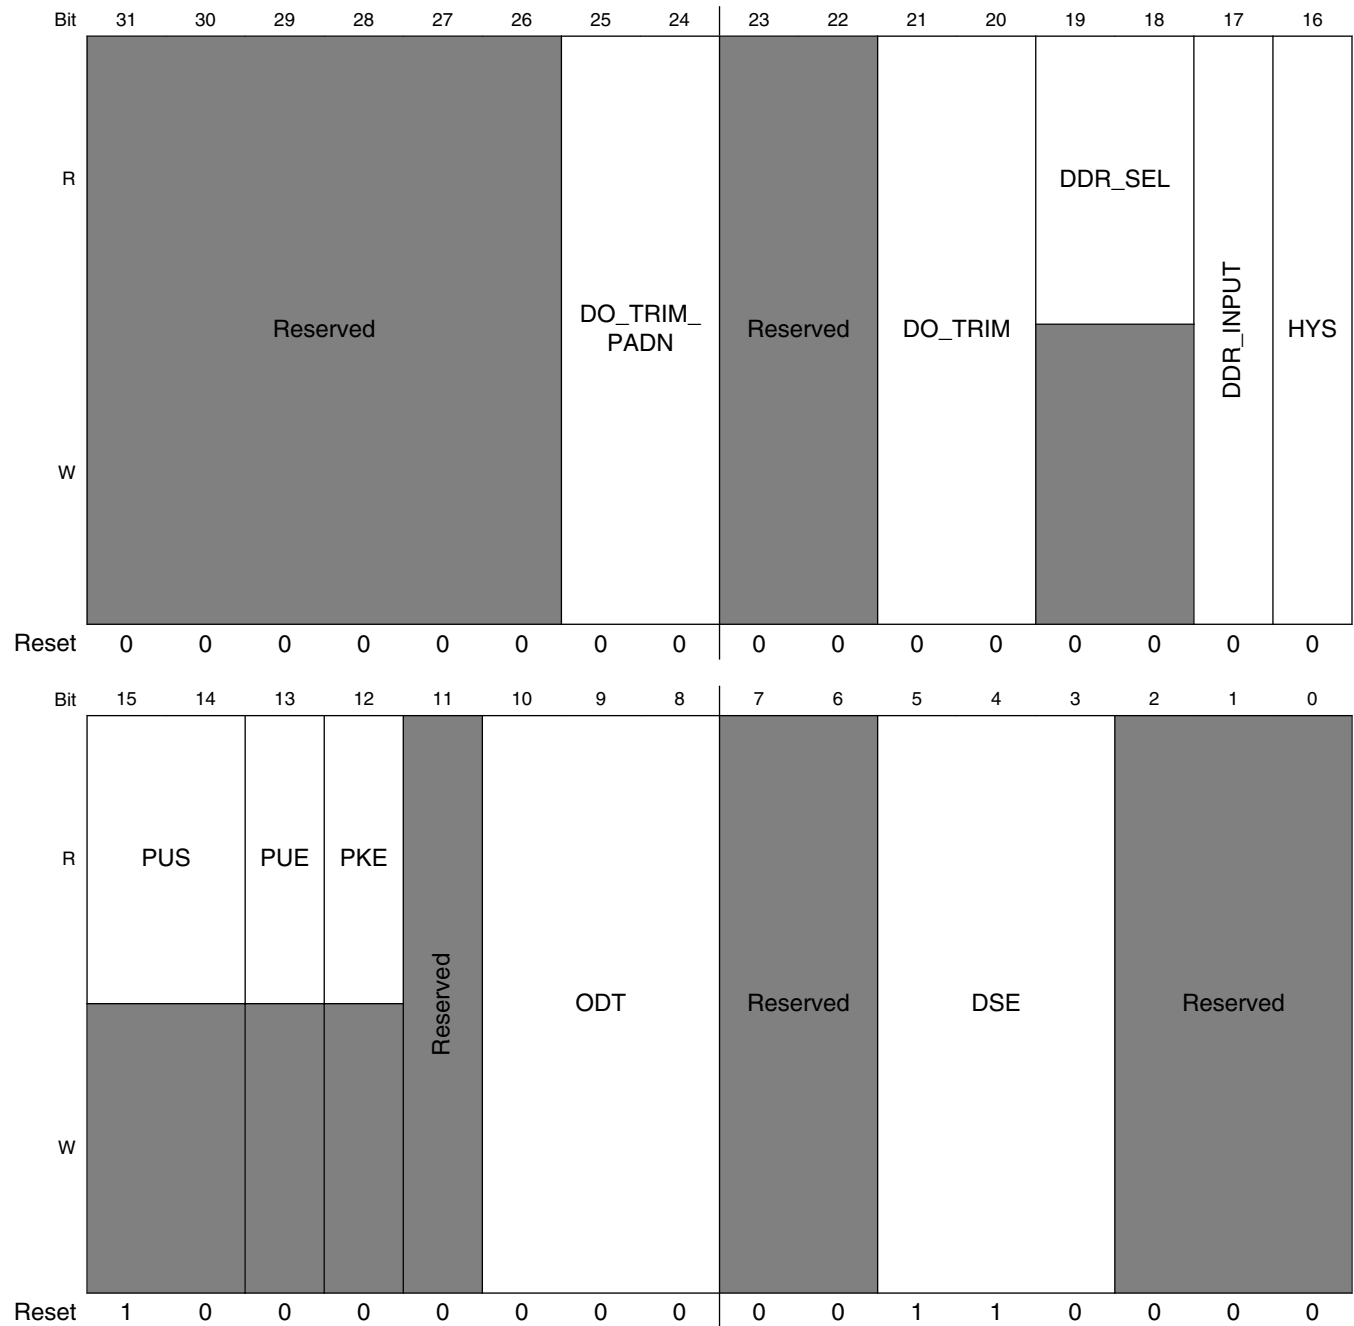 Bit 31 30 29 28 27 26 25 24 23 22 21 20 19 18 17 16
R
DDR_SEL
Reserved
DO_TRIM_
PADN
Reserved
DO_TRIM
DDR_INPUT
HYS
W
Reset 0 0 0 0 0 0 0 0 0 0 0 0 0 0 0 0
Bit 15 14 13 12 11 10 9 8 7 6 5 4 3 2 1 0
R PUS PUE PKE
Reserved
ODT
Reserved
DSE
Reserved
W
Reset 1 0 0 0 0 0 0 0 0 0 1 1 0 0 0 0